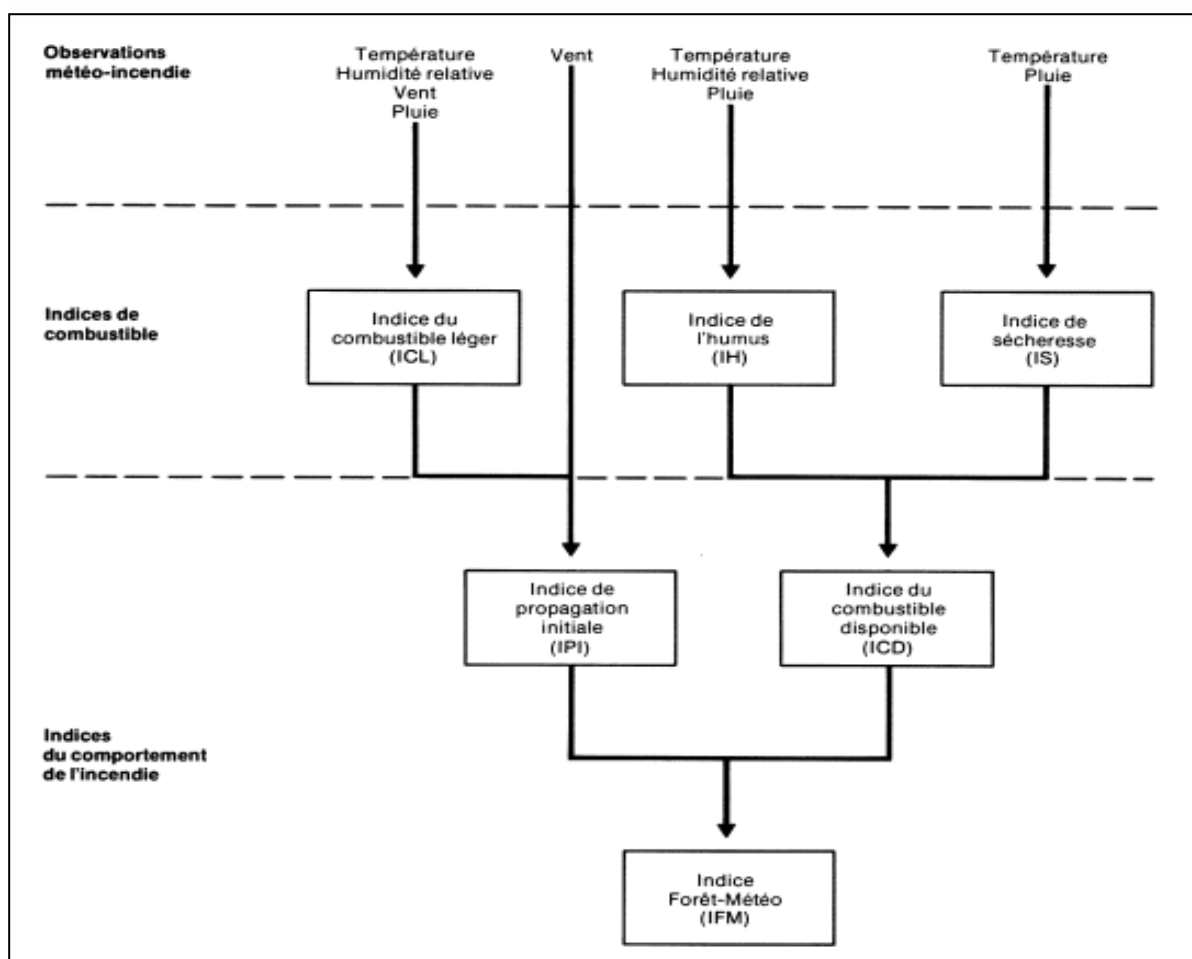 Observations
météo-incendie
Température
Humidité relative
Vent
Pluie
Vent
Température
Humidité relative
Pluie
Température
Pluie
Indices de
combustible
Indice du
combustible léger
(ICL)
Indice de
l'humus
(IH)
Indice de
sécheresse
(IS)
Indice de
propagation
initiale
(IPI)
Indice du
combustible
disponible
(ICD)
Indices
du comportement
de l'incendie
Indice
Forêt-Météo
(IFM)